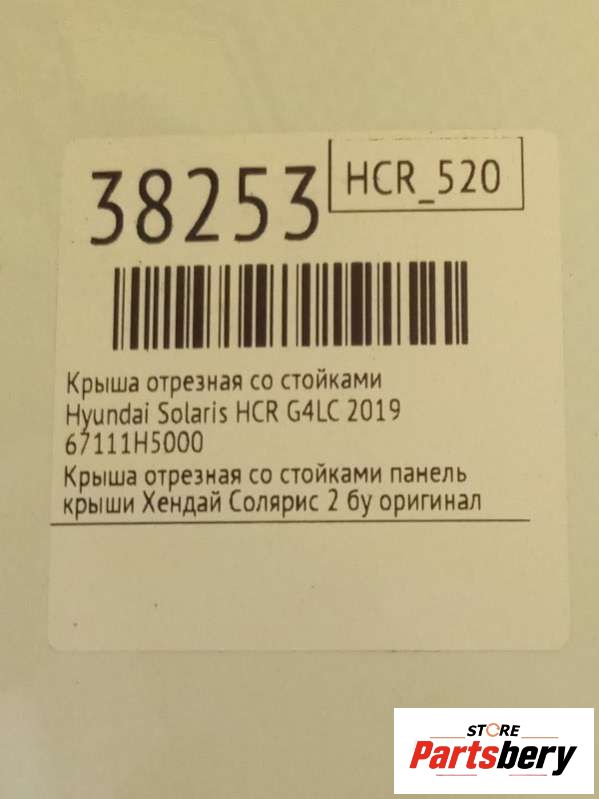 38253
HCR_520
Крыша отрезная со стойками
Hyundai Solaris HCR G4LC 2019
67111H5000
Крыша отрезная со стойками панель
крыши Хендай Солярис 2 бу оригинал
STORE
Partsbery